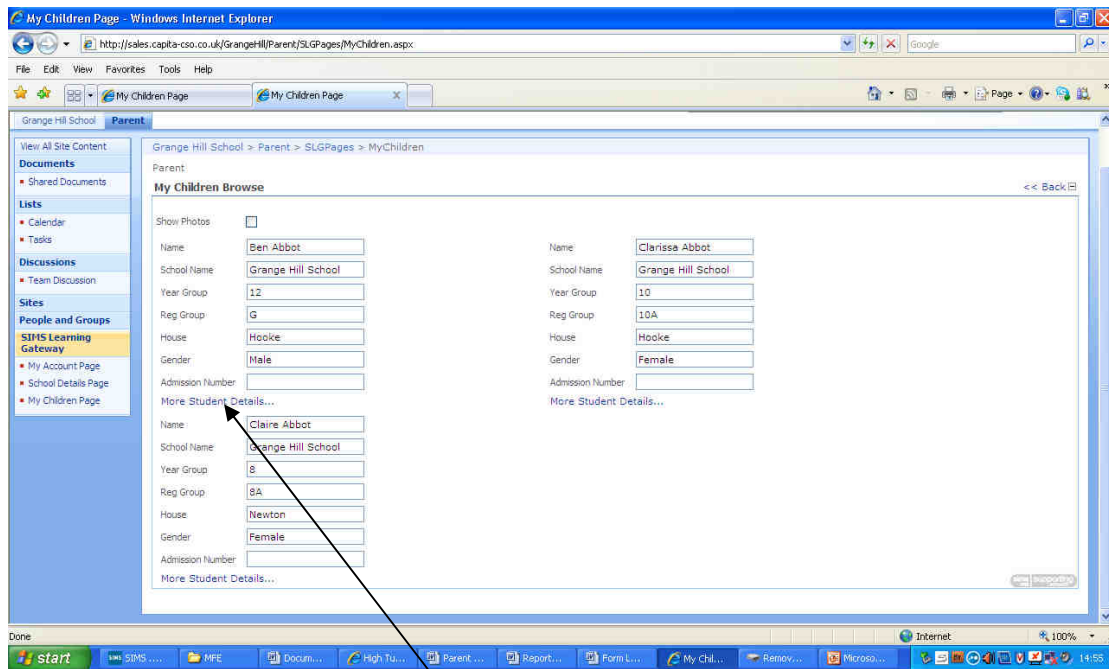 My Children Page - Windows Internet Explorer
http://sales.capita-cso.co.uk/GrangeHill/Parent/SLGPages/MyChildren.aspx
Google
File Edit View Favorites Tools Help
My Children Page
My Children Page
Page
Grange Hill School Parent
View All Site Content
Documents
Shared Documents
Lists
Calendar
Tasks
Discussions
Team Discussion
Sites
People and Groups
SIMS Learning
Gateway
My Account Page
School Details Page
My Children Page
Grange Hill School > Parent > SLGPages > MyChildren
Parent
My Children Browse
<< Back
Show Photos
Name Ben Abbot
School Name Grange Hill School
Year Group 12
Reg Group G
House Hooke
Gender Male
Admission Number
More Student Details...
Name Clarissa Abbot
School Name Grange Hill School
Year Group 10
Reg Group 10A
House Hooke
Gender Female
Admission Number
More Student Details...
Name Claire Abbot
School Name Grange Hill School
Year Group 8
Reg Group 8A
House Newton
Gender Female
Admission Number
More Student Details...
Done
Internet
100%
start
SIMS ....
MFE
Docum...
High Tu...
Parent ...
Report...
Form L...
My Chil...
Remov...
Microso...
14:55